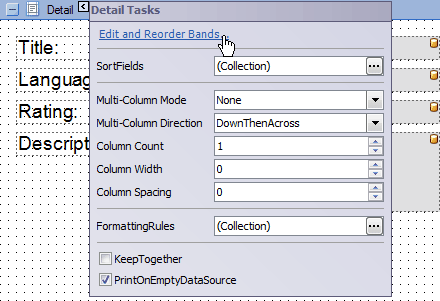 Detail
Detail Tasks
Edit and Reorder Bands...
Title:
SortFields (Collection) ...
Languag
Multi-Column Mode None
Rating:
Multi-Column Direction DownThenAcross
Descript
Column Count 1
Column Width 0
Column Spacing 0
FormattingRules (Collection) ...
KeepTogether
PrintOnEmptyDataSource